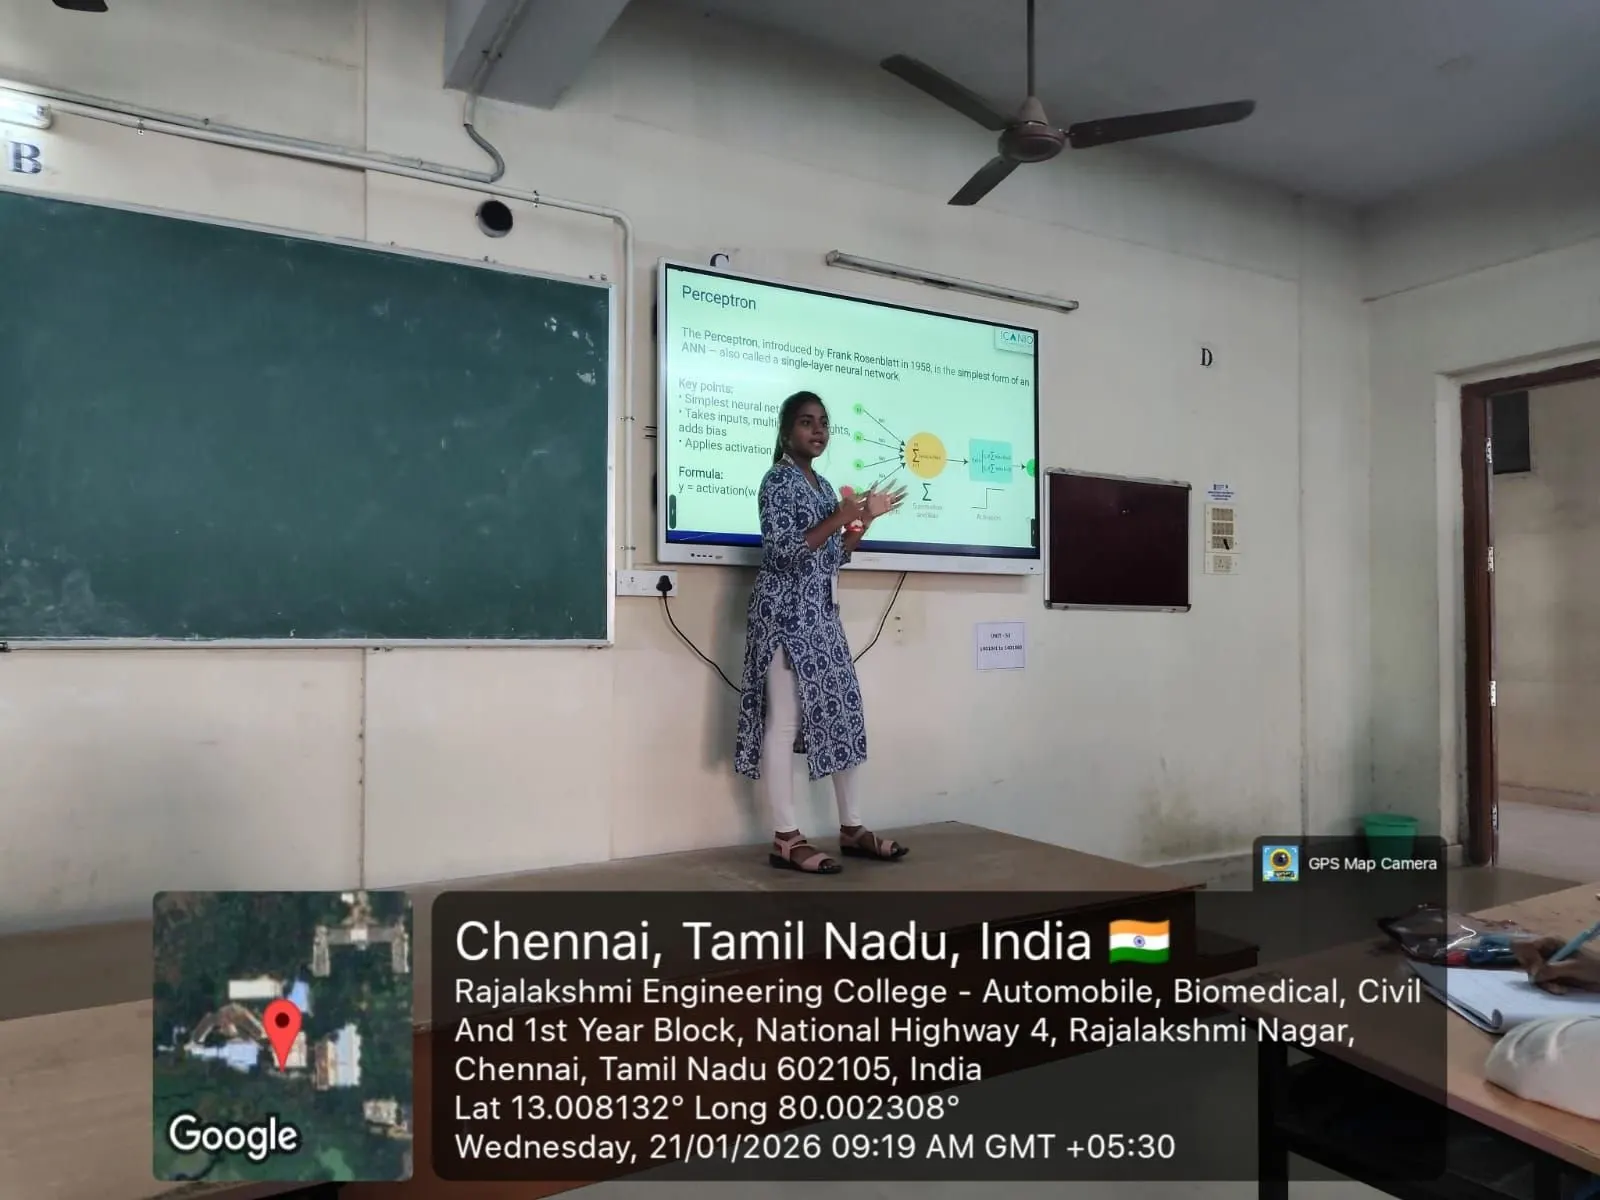 B
C
D
Perceptron
ICANIO
The Perceptron, introduced by Frank Rosenblatt in 1958, is the simplest form of an
ANN – also called a single-layer neural network.
Key points:
• Simplest neural net
• Takes inputs, multi ghts,
adds bias
• Applies activation
Formula:
y = activation(w
Σ
GPS Map Camera
Chennai, Tamil Nadu, India
Rajalakshmi Engineering College - Automobile, Biomedical, Civil
And 1st Year Block, National Highway 4, Rajalakshmi Nagar,
Chennai, Tamil Nadu 602105, India
Lat 13.008132° Long 80.002308°
Wednesday, 21/01/2026 09:19 AM GMT +05:30
Google